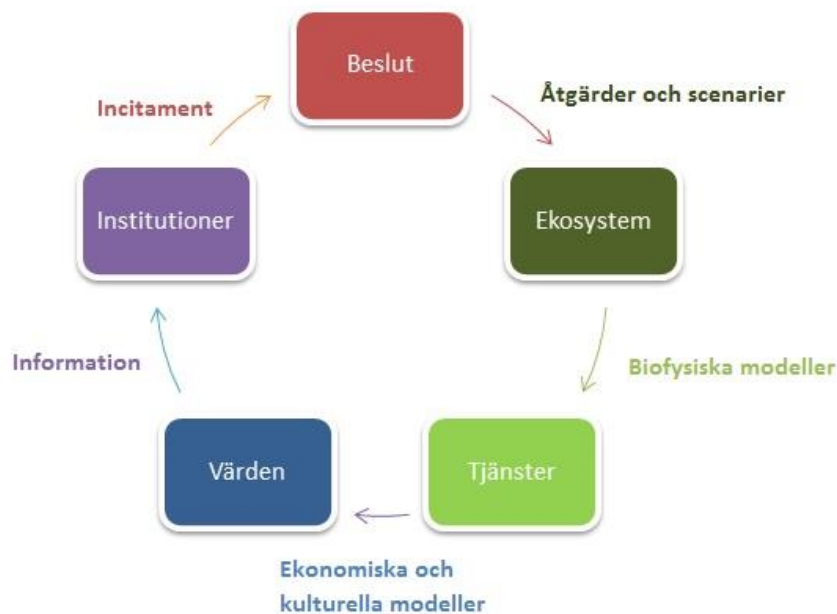 Beslut
Åtgärder och scenarier
Incitament
Institutioner
Ekosystem
Information
Biofysiska modeller
Värden
Tjänster
Ekonomiska och
kulturella modeller